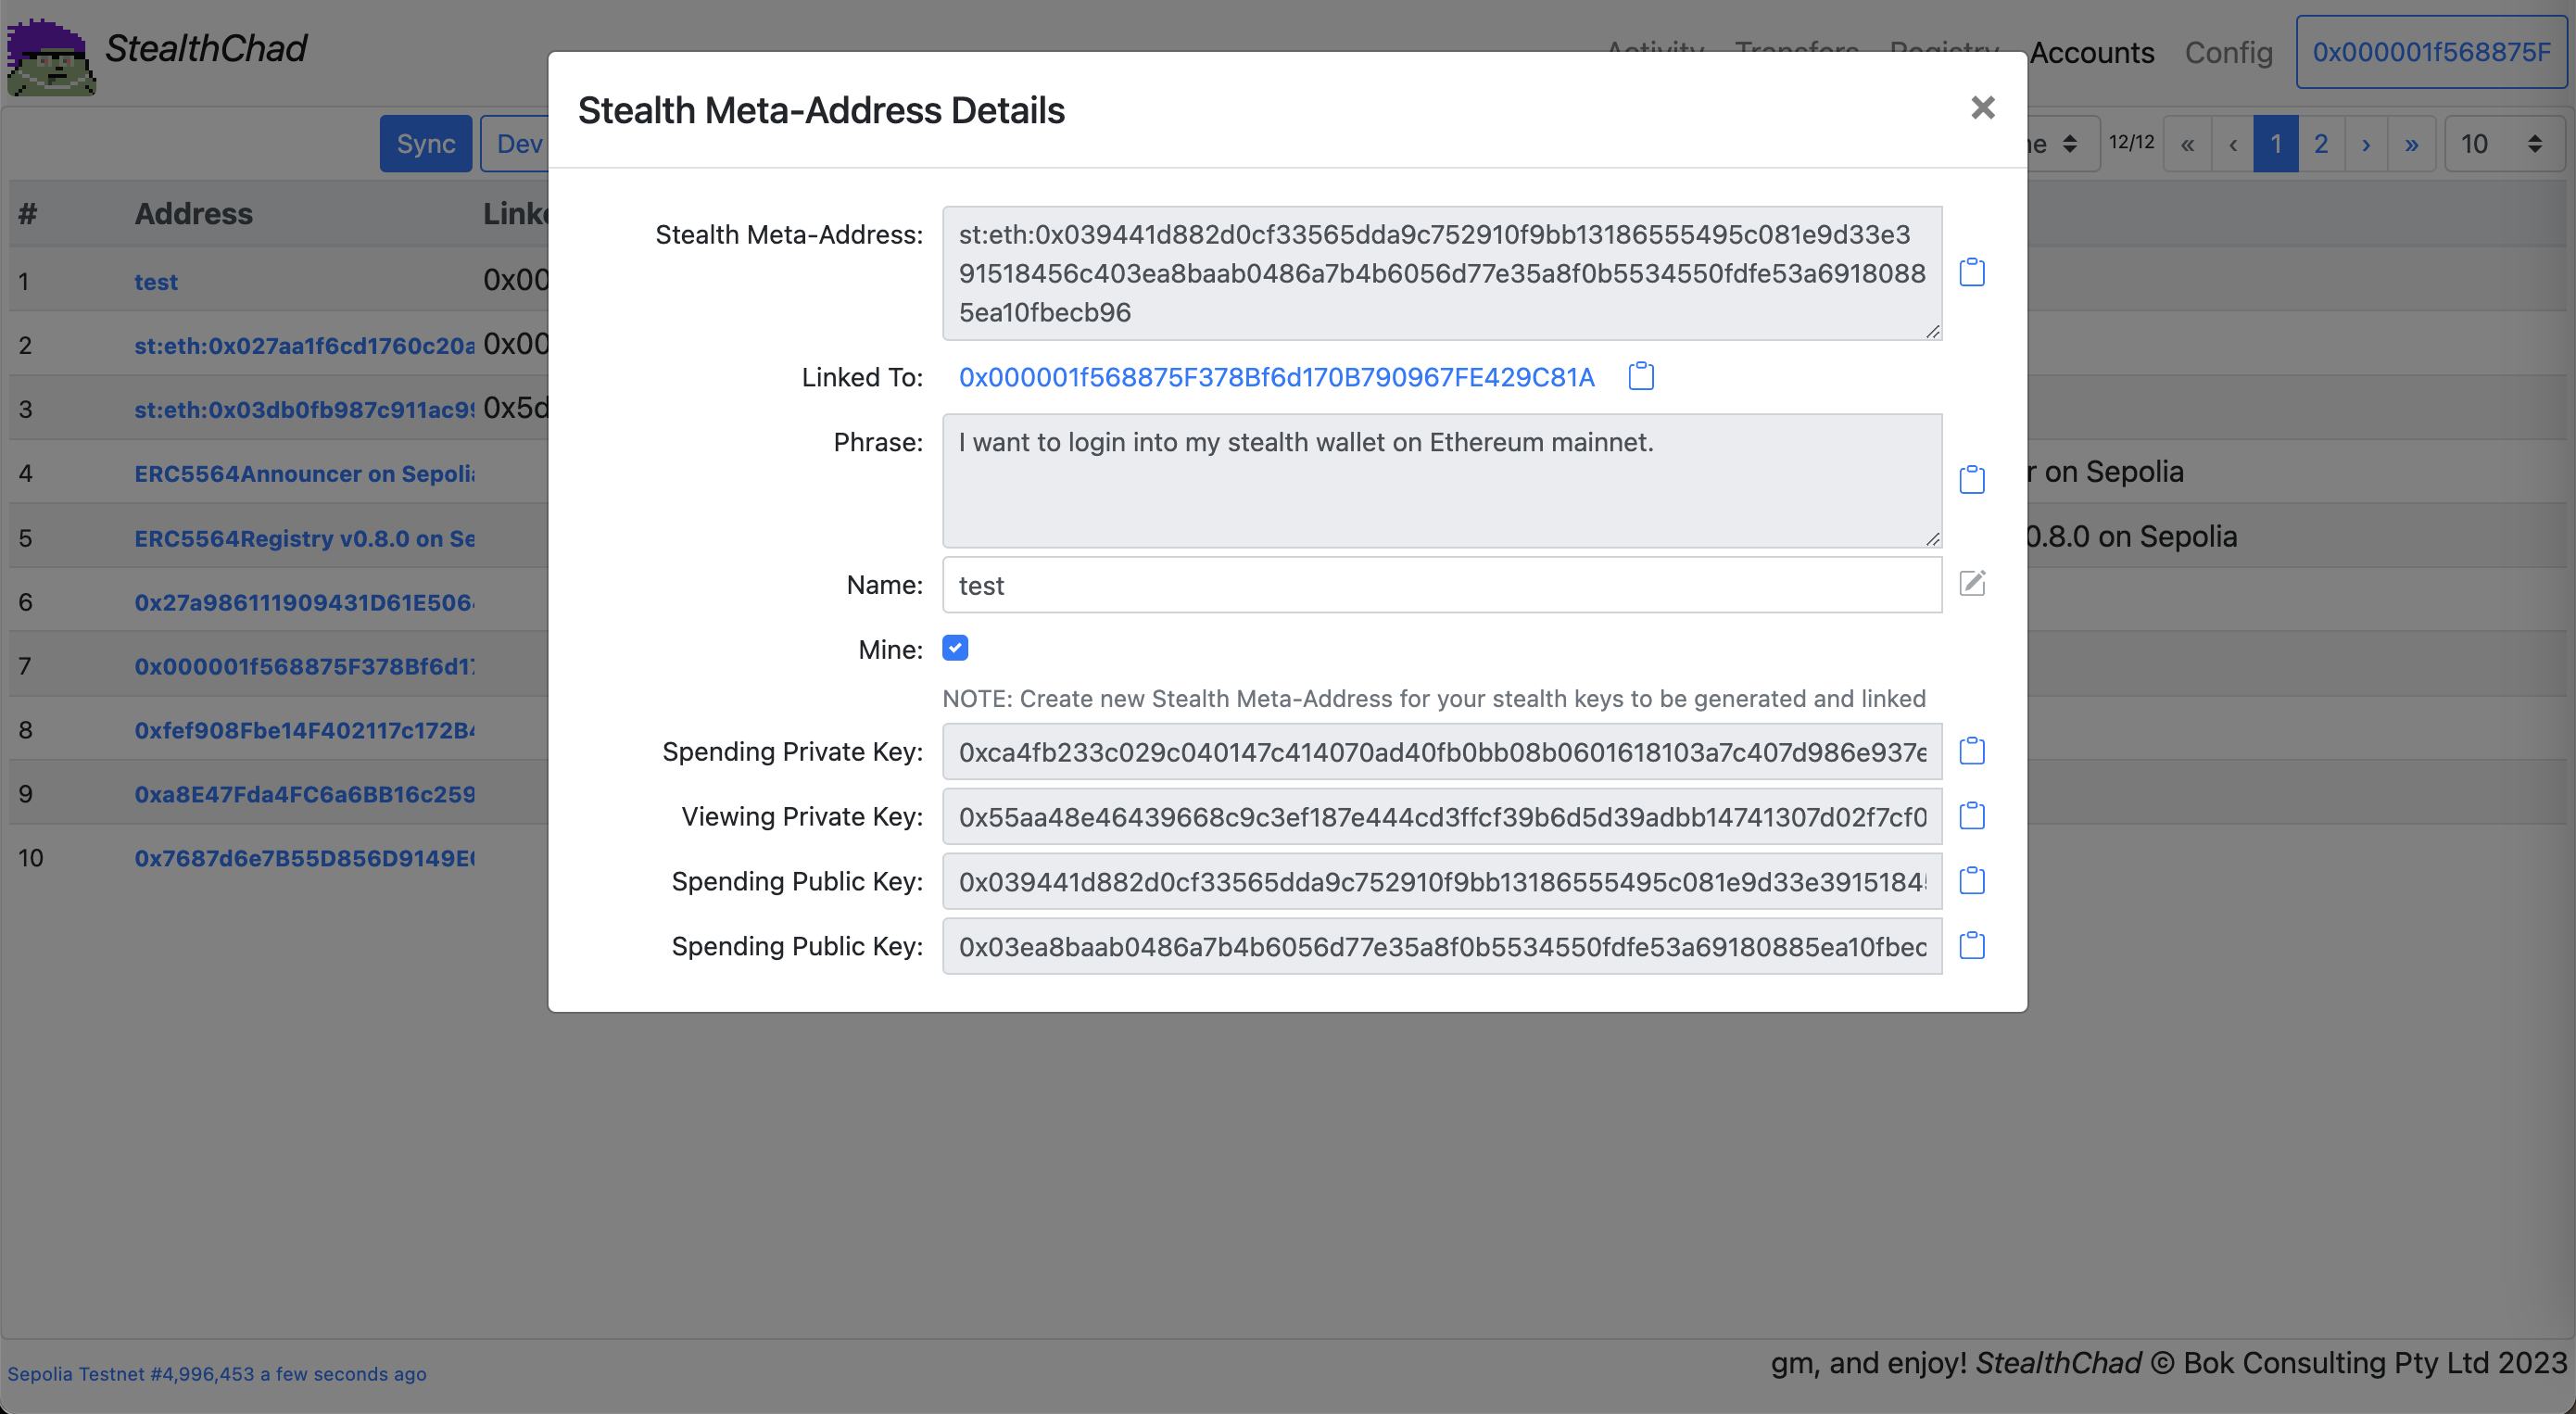 StealthChad
Activity Transfers Registry Accounts Config 0x000001f568875F
Sync Dev 12/12 « ‹ 1 2 › » 10
# Address
1 test 0x00
2 st:eth:0x027aa1f6cd1760c20a 0x00
3 st:eth:0x03db0fb987c911ac9 0x5d
4 ERC5564Announcer on Sepoli r on Sepolia
5 ERC5564Registry v0.8.0 on Se 0.8.0 on Sepolia
6 0x27a986111909431D61E506
7 0x000001f568875F378Bf6d1
8 0xfef908Fbe14F402117c172B
9 0xa8E47Fda4FC6a6BB16c259
10 0x7687d6e7B55D856D9149E
Stealth Meta-Address Details
Stealth Meta-Address: st:eth:0x039441d882d0cf33565dda9c752910f9bb13186555495c081e9d33e3
91518456c403ea8baab0486a7b4b6056d77e35a8f0b5534550fdfe53a6918088
5ea10fbecb96
Linked To: 0x000001f568875F378Bf6d170B790967FE429C81A
Phrase: I want to login into my stealth wallet on Ethereum mainnet.
Name: test
Mine:
NOTE: Create new Stealth Meta-Address for your stealth keys to be generated and linked
Spending Private Key: 0xca4fb233c029c040147c414070ad40fb0bb08b0601618103a7c407d986e937e
Viewing Private Key: 0x55aa48e46439668c9c3ef187e444cd3ffcf39b6d5d39adbb14741307d02f7cf0
Spending Public Key: 0x039441d882d0cf33565dda9c752910f9bb13186555495c081e9d33e3915184
Spending Public Key: 0x03ea8baab0486a7b4b6056d77e35a8f0b5534550fdfe53a69180885ea10fbec
Sepolia Testnet #4,996,453 a few seconds ago
gm, and enjoy! StealthChad © Bok Consulting Pty Ltd 2023